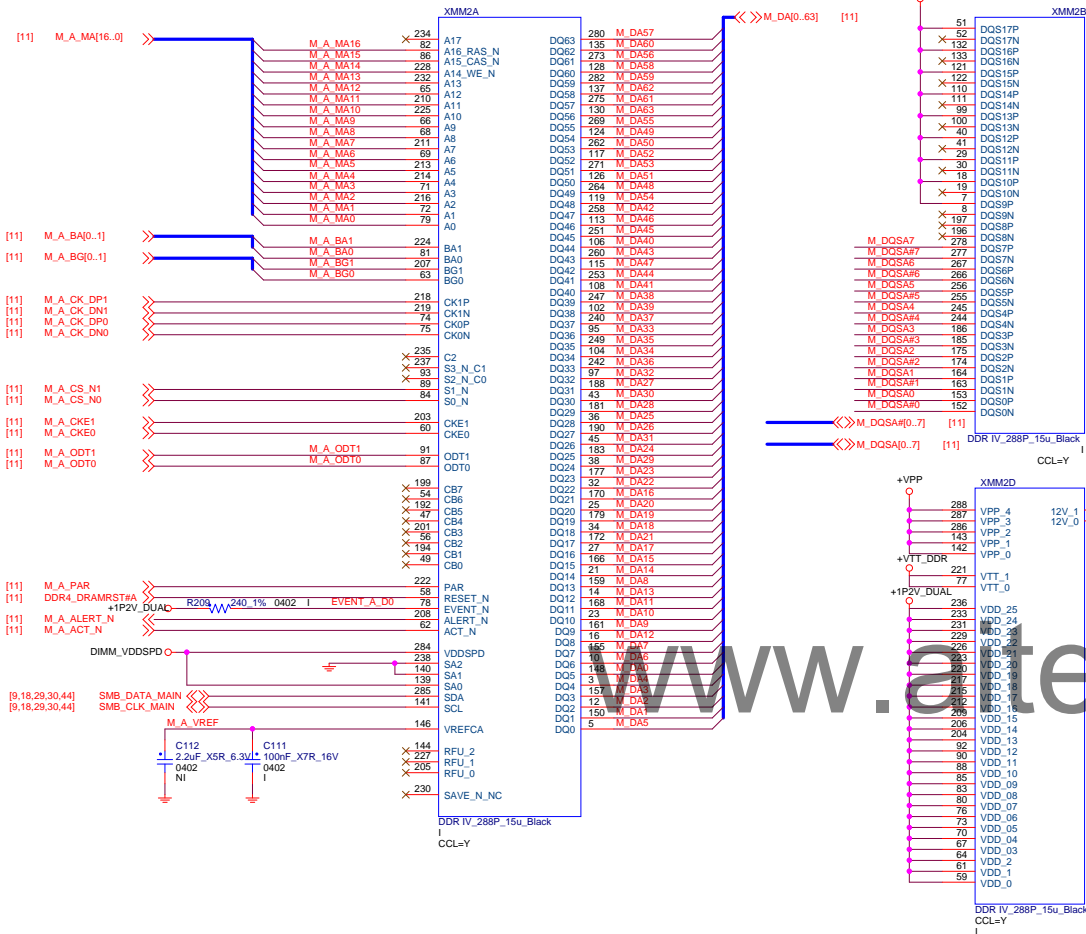 XMM2A
234 A17
[11] M_A_MA[16..0]
M_A_MA16 82 A16_RAS_N
M_A_MA15 86 A15_CAS_N
M_A_MA14 228 A14_WE_N
M_A_MA13 232 A13
M_A_MA12 65 A12
M_A_MA11 210 A11
M_A_MA10 225 A10
M_A_MA9 66 A9
M_A_MA8 68 A8
M_A_MA7 211 A7
M_A_MA6 69 A6
M_A_MA5 213 A5
M_A_MA4 214 A4
M_A_MA3 71 A3
M_A_MA2 216 A2
M_A_MA1 72 A1
M_A_MA0 79 A0
[11] M_A_BA[0..1]
[11] M_A_BG[0..1]
M_A_BA1 224 BA1
M_A_BA0 81 BA0
M_A_BG1 207 BG1
M_A_BG0 63 BG0
[11] M_A_CK_DP1 218 CK1P
[11] M_A_CK_DN1 219 CK1N
[11] M_A_CK_DP0 74 CK0P
[11] M_A_CK_DN0 75 CK0N
235 C2
237 S3_N_C1
93 S2_N_C0
[11] M_A_CS_N1 89 S1_N
[11] M_A_CS_N0 84 S0_N
[11] M_A_CKE1 203 CKE1
[11] M_A_CKE0 60 CKE0
[11] M_A_ODT1 M_A_ODT1 91 ODT1
[11] M_A_ODT0 M_A_ODT0 87 ODT0
199 CB7
54 CB6
192 CB5
47 CB4
201 CB3
56 CB2
194 CB1
49 CB0
[11] M_A_PAR 222 PAR
[11] DDR4_DRAMRST#A 58 RESET_N
+1P2V_DUAL R209 240_1% 0402 I EVENT_A_D0 78 EVENT_N
[11] M_A_ALERT_N 208 ALERT_N
[11] M_A_ACT_N 62 ACT_N
DIMM_VDDSPD 284 VDDSPD
238 SA2
140 SA1
139 SA0
[9,18,29,30,44] SMB_DATA_MAIN 285 SDA
[9,18,29,30,44] SMB_CLK_MAIN 141 SCL
M_A_VREF 146 VREFCA
C112
2.2uF_X5R_6.3V
0402
NI
C111
100nF_X7R_16V
0402
I
144 RFU_2
227 RFU_1
205 RFU_0
230 SAVE_N_NC
DDR IV_288P_15u_Black
I
CCL=Y
M_DA[0..63] [11]
DQ63 280 M_DA57
DQ62 135 M_DA60
DQ61 273 M_DA56
DQ60 128 M_DA58
DQ59 282 M_DA59
DQ58 137 M_DA62
DQ57 275 M_DA61
DQ56 130 M_DA63
DQ55 269 M_DA55
DQ54 124 M_DA49
DQ53 262 M_DA50
DQ52 117 M_DA52
DQ51 271 M_DA53
DQ50 126 M_DA51
DQ49 264 M_DA48
DQ48 119 M_DA54
DQ47 258 M_DA42
DQ46 113 M_DA46
DQ45 251 M_DA45
DQ44 106 M_DA40
DQ43 260 M_DA43
DQ42 115 M_DA47
DQ41 253 M_DA44
DQ40 108 M_DA41
DQ39 247 M_DA38
DQ38 102 M_DA39
DQ37 240 M_DA37
DQ36 95 M_DA33
DQ35 249 M_DA35
DQ34 104 M_DA34
DQ33 242 M_DA36
DQ32 97 M_DA32
DQ31 188 M_DA27
DQ30 43 M_DA30
DQ29 181 M_DA28
DQ28 36 M_DA25
DQ27 190 M_DA26
DQ26 45 M_DA31
DQ25 183 M_DA24
DQ24 38 M_DA29
DQ23 177 M_DA23
DQ22 32 M_DA22
DQ21 170 M_DA16
DQ20 25 M_DA20
DQ19 179 M_DA19
DQ18 34 M_DA18
DQ17 172 M_DA21
DQ16 27 M_DA17
DQ15 166 M_DA15
DQ14 21 M_DA14
DQ13 159 M_DA8
DQ12 14 M_DA13
DQ11 168 M_DA11
DQ10 23 M_DA10
DQ9 161 M_DA9
DQ8 16 M_DA12
DQ7 155 M_DA7
DQ6 10 M_DA6
DQ5 148 M_DA0
DQ4 3 M_DA4
DQ3 157 M_DA3
DQ2 12 M_DA2
DQ1 150 M_DA1
DQ0 5 M_DA5
XMM2B
51 DQS17P
52 DQS17N
132 DQS16P
133 DQS16N
121 DQS15P
122 DQS15N
110 DQS14P
111 DQS14N
99 DQS13P
100 DQS13N
40 DQS12P
41 DQS12N
29 DQS11P
30 DQS11N
18 DQS10P
19 DQS10N
7 DQS9P
8 DQS9N
197 DQS8P
196 DQS8N
M_DQSA7 278 DQS7P
M_DQSA#7 277 DQS7N
M_DQSA6 267 DQS6P
M_DQSA#6 266 DQS6N
M_DQSA5 256 DQS5P
M_DQSA#5 255 DQS5N
M_DQSA4 245 DQS4P
M_DQSA#4 244 DQS4N
M_DQSA3 186 DQS3P
M_DQSA#3 185 DQS3N
M_DQSA2 175 DQS2P
M_DQSA#2 174 DQS2N
M_DQSA1 164 DQS1P
M_DQSA#1 163 DQS1N
M_DQSA0 153 DQS0P
M_DQSA#0 152 DQS0N
M_DQSA#[0..7] [11]
M_DQSA[0..7] [11]
DDR IV_288P_15u_Black
I
CCL=Y
XMM2D
+VPP
288 VPP_4 12V_1
287 VPP_3 12V_0
286 VPP_2
143 VPP_1
142 VPP_0
+VTT_DDR
221 VTT_1
77 VTT_0
+1P2V_DUAL
236 VDD_25
233 VDD_24
231 VDD_23
229 VDD_22
226 VDD_21
223 VDD_20
220 VDD_19
217 VDD_18
215 VDD_17
212 VDD_16
209 VDD_15
206 VDD_14
204 VDD_13
92 VDD_12
90 VDD_11
88 VDD_10
85 VDD_09
83 VDD_08
80 VDD_07
76 VDD_06
73 VDD_05
70 VDD_04
67 VDD_03
64 VDD_2
61 VDD_1
59 VDD_0
DDR IV_288P_15u_Black
CCL=Y
I
www.aite